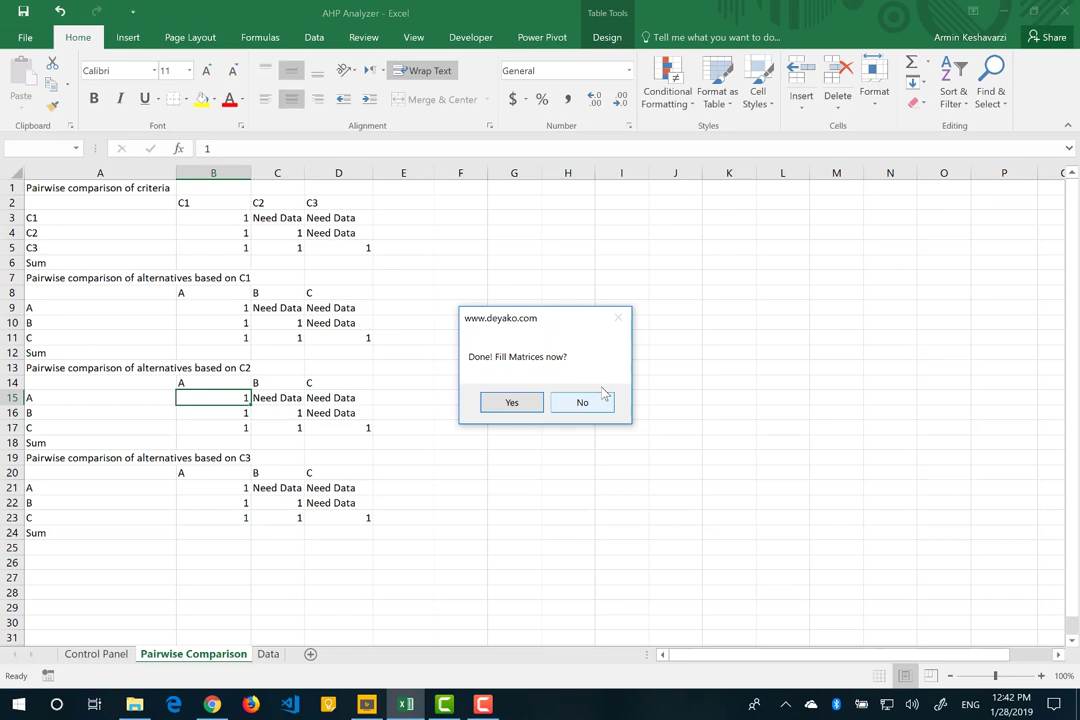 AHP Analyzer - Excel
Table Tools
Armin Keshavarzi
Share
File
Home
Insert
Page Layout
Formulas
Data
Review
View
Developer
Power Pivot
Design
Tell me what you want to do...
Paste
Calibri
11
B I U
Wrap Text
Merge & Center
General
$ % ,
Conditional Formatting
Format as Table
Cell Styles
Insert
Delete
Format
Sort & Filter
Find & Select
Clipboard
Font
Alignment
Number
Styles
Cells
Editing
fx 1
A B C D E F G H I J K L M N O P
1 Pairwise comparison of criteria
2 C1 C2 C3
3 C1 1 Need Data Need Data
4 C2 1 1 Need Data
5 C3 1 1 1
6 Sum
7 Pairwise comparison of alternatives based on C1
8 A B C
9 A 1 Need Data Need Data
10 B 1 1 Need Data
11 C 1 1 1
12 Sum
13 Pairwise comparison of alternatives based on C2
14 A B C
15 A 1 Need Data Need Data
16 B 1 1 Need Data
17 C 1 1 1
18 Sum
19 Pairwise comparison of alternatives based on C3
20 A B C
21 A 1 Need Data Need Data
22 B 1 1 Need Data
23 C 1 1 1
24 Sum
25
26
27
28
29
30
31
www.deyako.com
Done! Fill Matrices now?
Yes
No
Control Panel
Pairwise Comparison
Data
Ready
100%
ENG
12:42 PM
1/28/2019